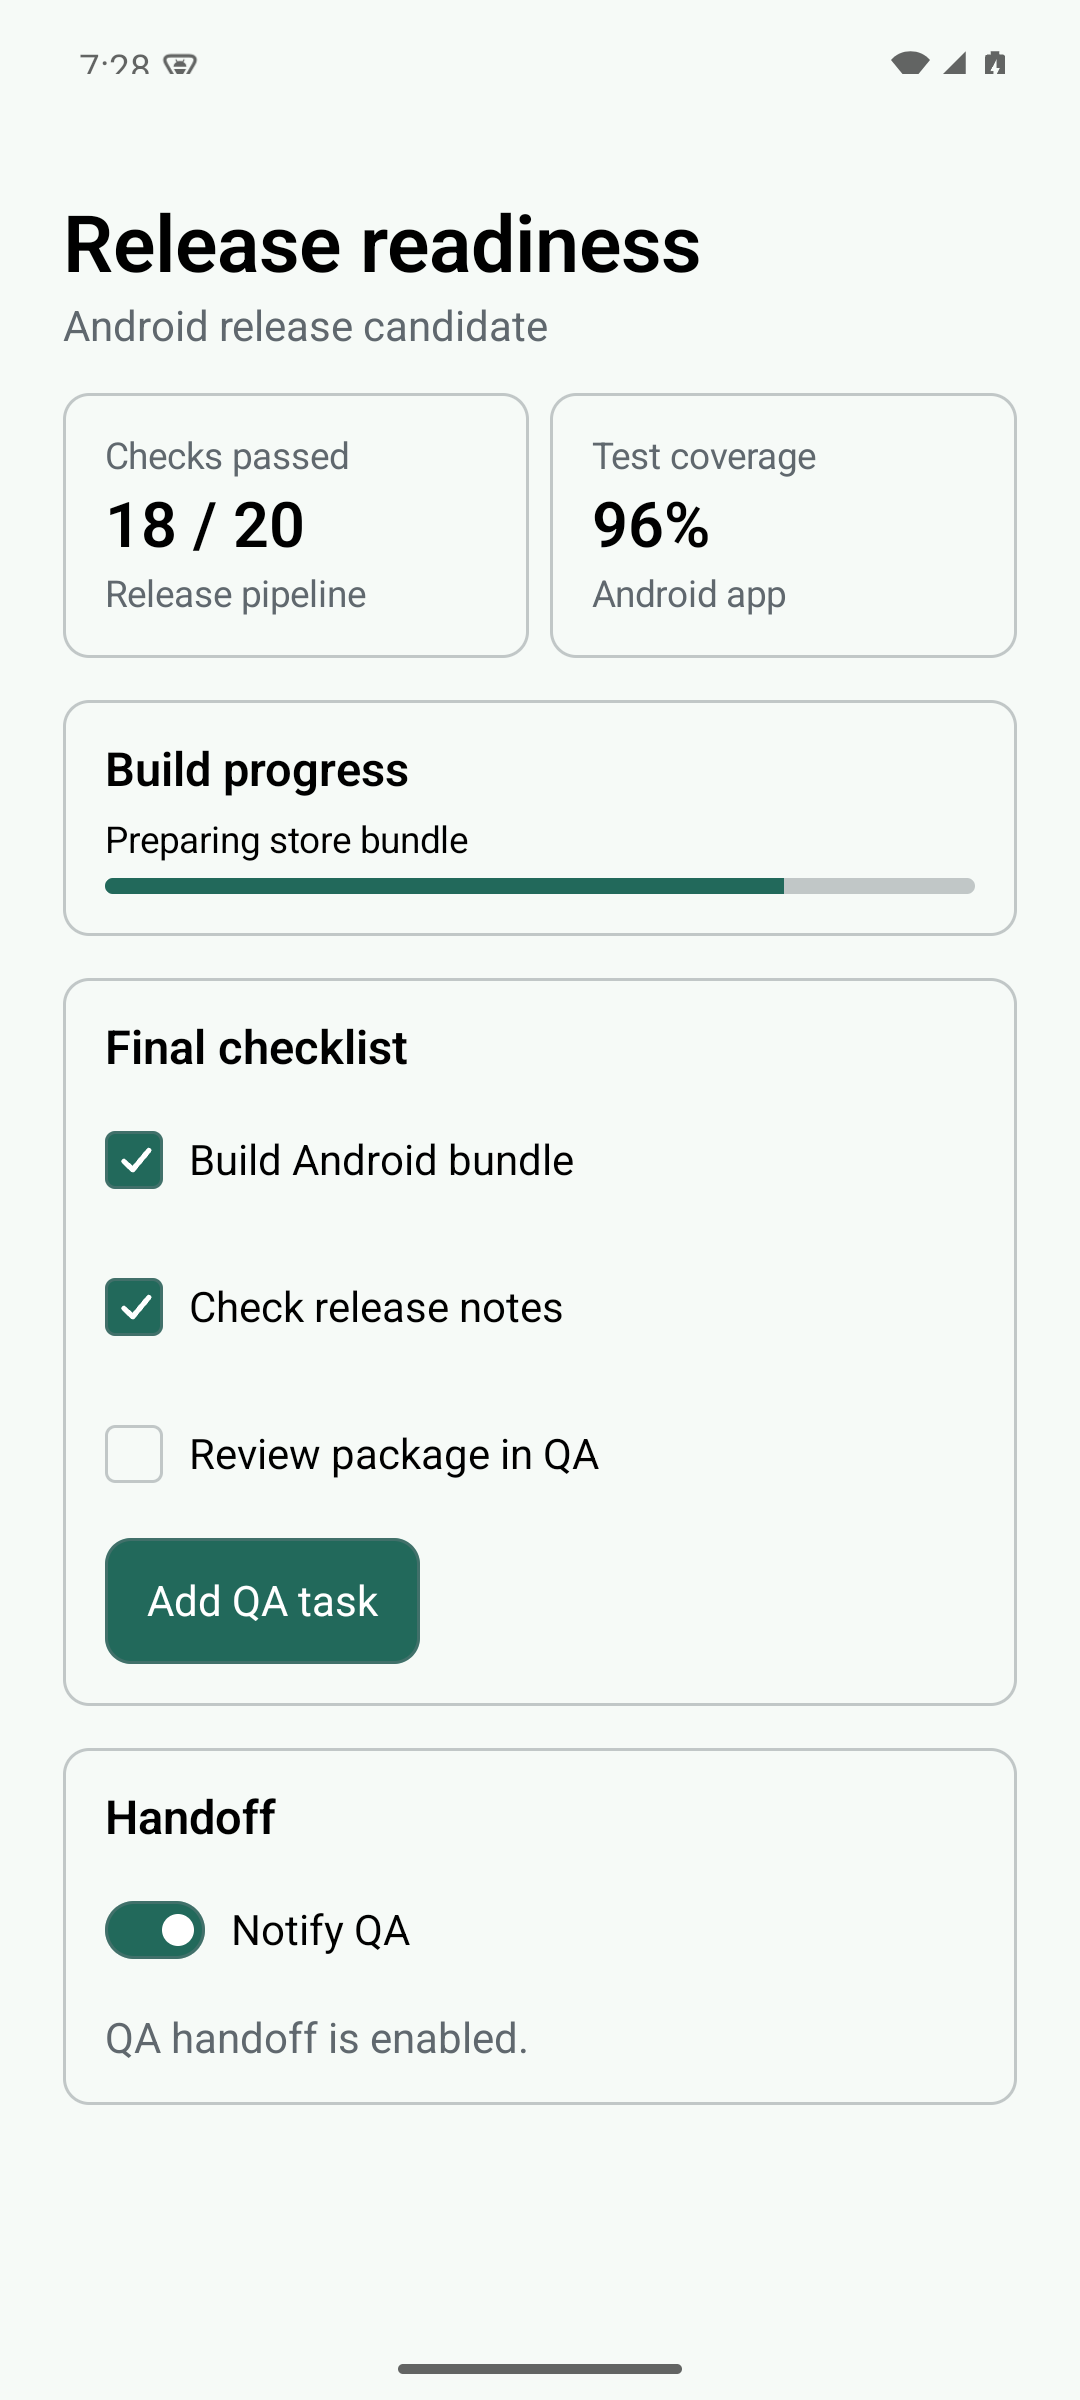 7:28
Release readiness
Android release candidate
Checks passed
18 / 20
Release pipeline
Test coverage
96%
Android app
Build progress
Preparing store bundle
Final checklist
Build Android bundle
Check release notes
Review package in QA
Add QA task
Handoff
Notify QA
QA handoff is enabled.